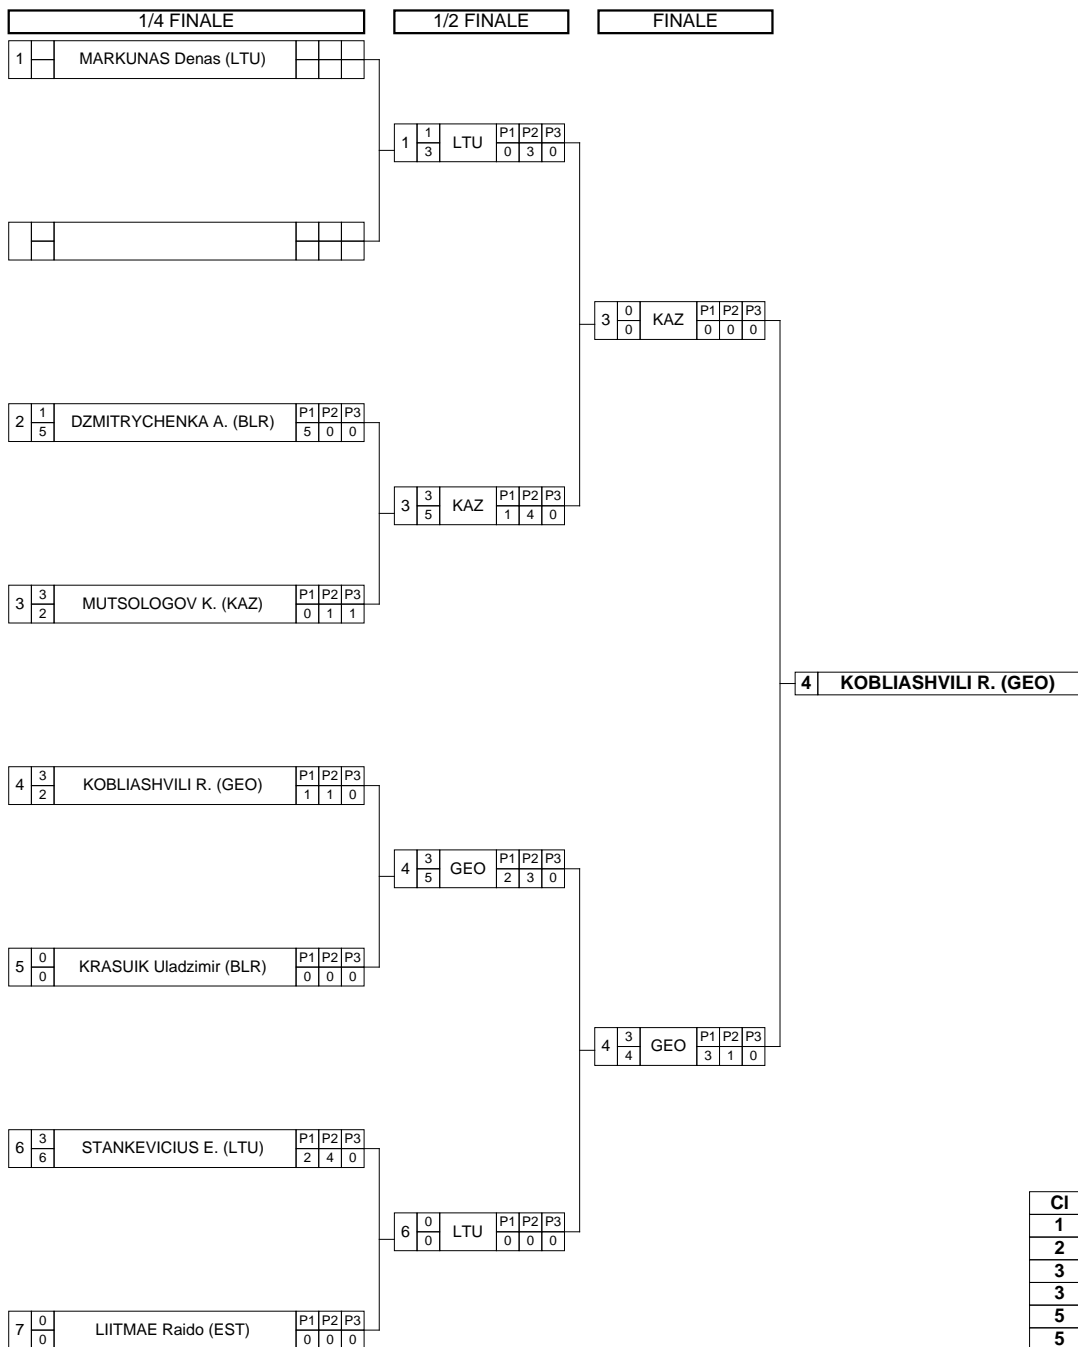 1/4 FINALE 1/2 FINALE FINALE
1 MARKUNAS Denas (LTU)
1 1 3 LTU P1 P2 P3 0 3 0
3 0 0 KAZ P1 P2 P3 0 0 0
2 1 5 DZMITRYCHENKA A. (BLR) P1 P2 P3 5 0 0
3 3 5 KAZ P1 P2 P3 1 4 0
3 3 2 MUTSOLOGOV K. (KAZ) P1 P2 P3 0 1 1
4 KOBLIASHVILI R. (GEO)
4 3 2 KOBLIASHVILI R. (GEO) P1 P2 P3 1 1 0
4 3 5 GEO P1 P2 P3 2 3 0
5 0 0 KRASUIK Uladzimir (BLR) P1 P2 P3 0 0 0
4 3 4 GEO P1 P2 P3 3 1 0
6 3 6 STANKEVICIUS E. (LTU) P1 P2 P3 2 4 0
6 0 0 LTU P1 P2 P3 0 0 0
7 0 0 LIITMAE Raido (EST) P1 P2 P3 0 0 0
Cl
1
2
3
3
5
5